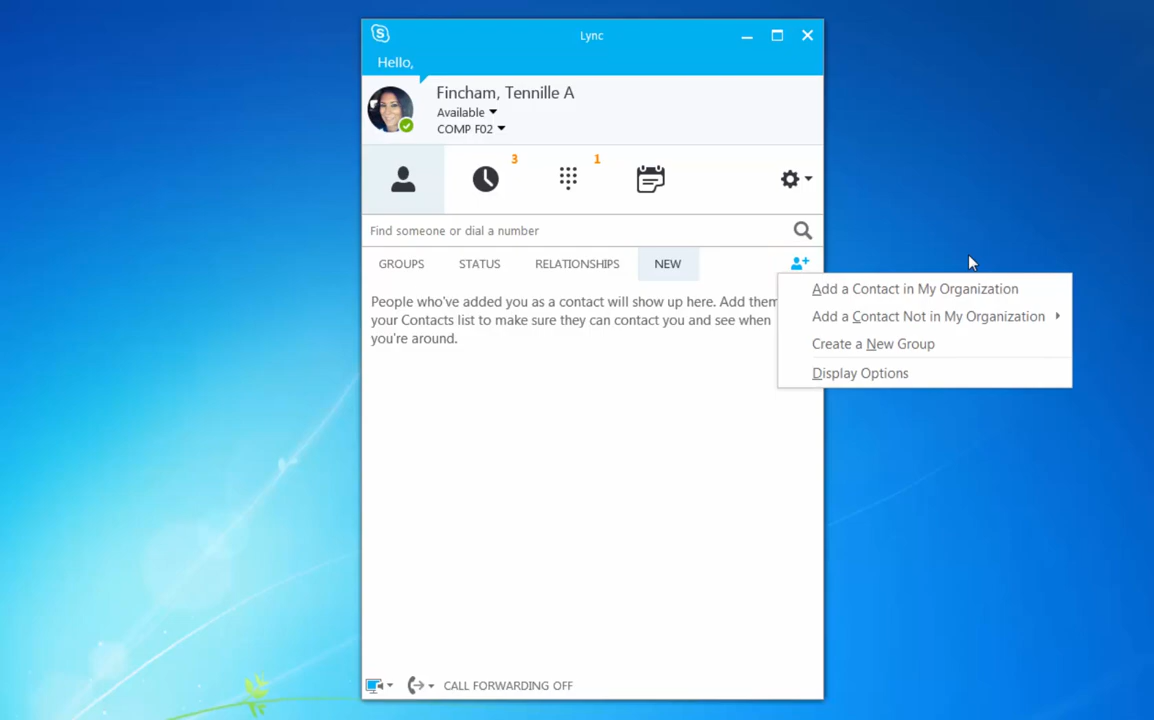 Lync
Hello,
Fincham, Tennille A
Available
COMP F02
3
1
Find someone or dial a number
GROUPS STATUS RELATIONSHIPS NEW
People who've added you as a contact will show up here. Add them
your Contacts list to make sure they can contact you and see when
you're around.
Add a Contact in My Organization
Add a Contact Not in My Organization
Create a New Group
Display Options
CALL FORWARDING OFF